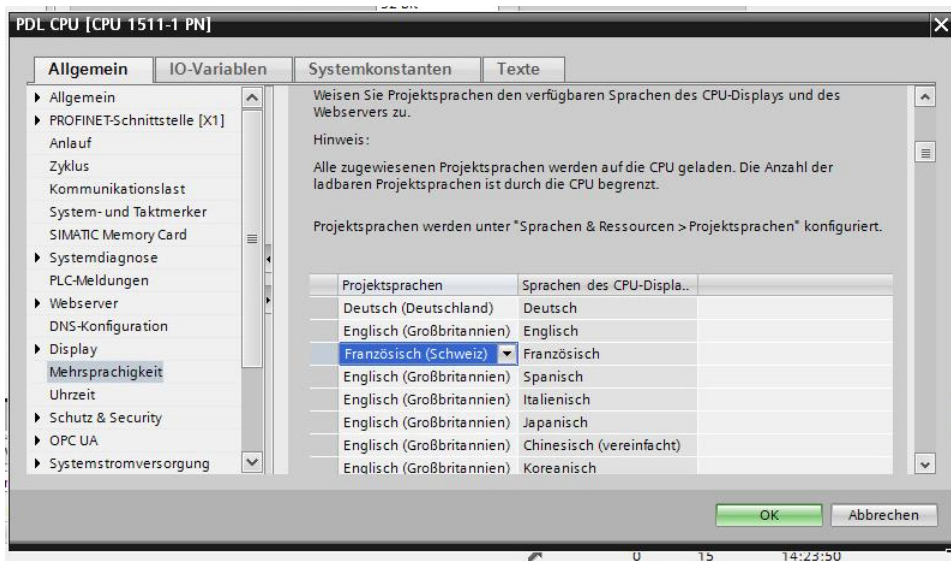 32 Bit
PDL CPU [CPU 1511-1 PN]
Allgemein
IO-Variablen
Systemkonstanten
Texte
Allgemein
PROFINET-Schnittstelle [X1]
Anlauf
Zyklus
Kommunikationslast
System- und Taktmerker
SIMATIC Memory Card
Systemdiagnose
PLC-Meldungen
Webserver
DNS-Konfiguration
Display
Mehrsprachigkeit
Uhrzeit
Schutz & Security
OPC UA
Systemstromversorgung
Weisen Sie Projektsprachen den verfügbaren Sprachen des CPU-Displays und des
Webservers zu.
Hinweis:
Alle zugewiesenen Projektsprachen werden auf die CPU geladen. Die Anzahl der
ladbaren Projektsprachen ist durch die CPU begrenzt.
Projektsprachen werden unter "Sprachen & Ressourcen > Projektsprachen" konfiguriert.
Projektsprachen Sprachen des CPU-Displa..
Deutsch (Deutschland) Deutsch
Englisch (Großbritannien) Englisch
Französisch (Schweiz) Französisch
Englisch (Großbritannien) Spanisch
Englisch (Großbritannien) Italienisch
Englisch (Großbritannien) Japanisch
Englisch (Großbritannien) Chinesisch (vereinfacht)
Englisch (Großbritannien) Koreanisch
OK
Abbrechen
0 15 14:23:50